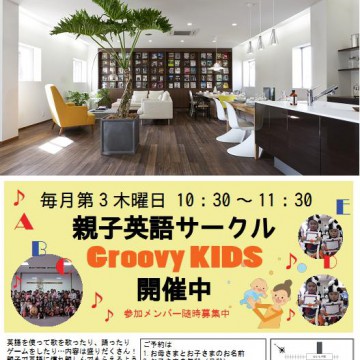 毎月第3木曜日 10:30～11:30
親子英語サークル
Groovy KIDS
開催中
参加メンバー随時募集中
A
B
C
D
E
英語を使って歌を歌ったり、踊ったり
ゲームをしたり…内容は盛りだくさん!
ご予約は
1.お母さまとお子さまのお名前